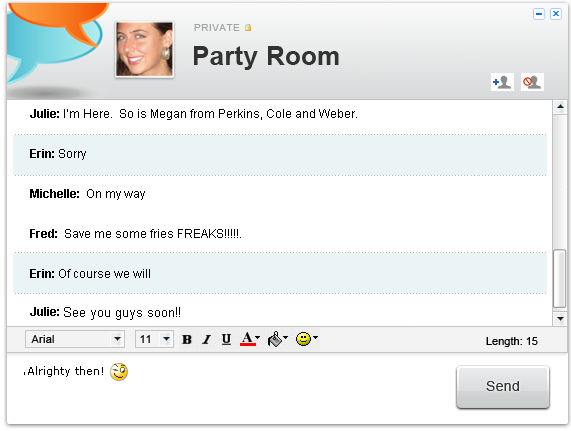 PRIVATE
Party Room
Julie: I'm Here. So is Megan from Perkins, Cole and Weber.
Erin: Sorry
Michelle: On my way
Fred: Save me some fries FREAKS!!!!!.
Erin: Of course we will
Julie: See you guys soon!!
Arial 11 B I U A Length: 15
Alrighty then!
Send